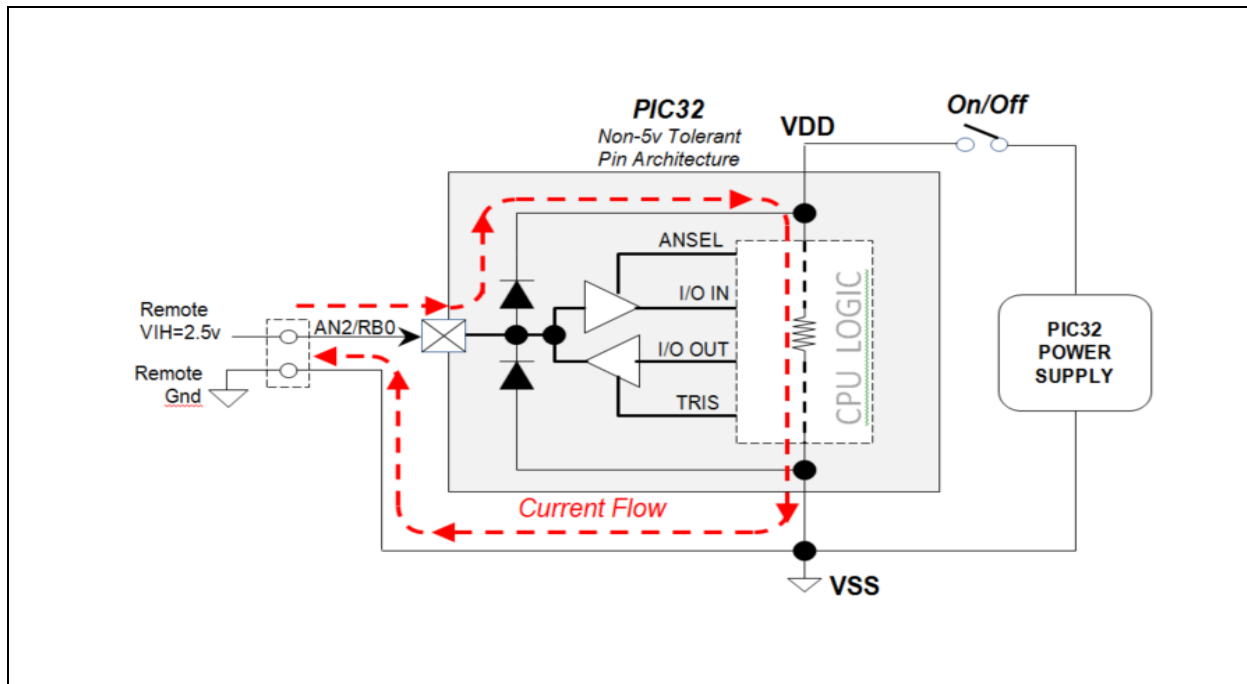 PIC32
Non-5v Tolerant
Pin Architecture
VDD
On/Off
ANSEL
I/O IN
I/O OUT
TRIS
CPU LOGIC
Remote
VIH=2.5v
AN2/RB0
Remote
Gnd
PIC32
POWER
SUPPLY
Current Flow
VSS